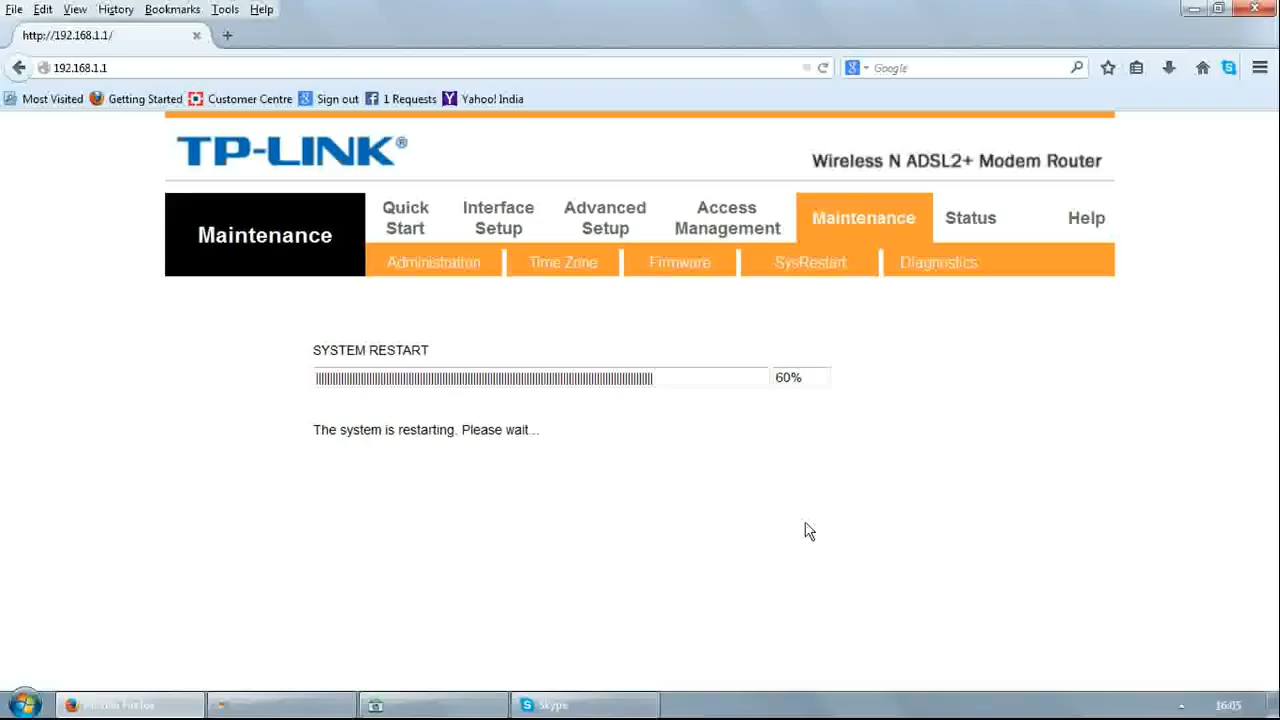 File Edit View History Bookmarks Tools Help
http://192.168.1.1/
192.168.1.1 Google
Most Visited Getting Started Customer Centre Sign out 1 Requests Yahoo! India
TP-LINK®
Wireless N ADSL2+ Modem Router
Maintenance
Quick Start Interface Setup Advanced Setup Access Management Maintenance Status Help
Administration Time Zone Firmware SysRestart Diagnostics
SYSTEM RESTART
60%
The system is restarting. Please wait...
Skype 16:05